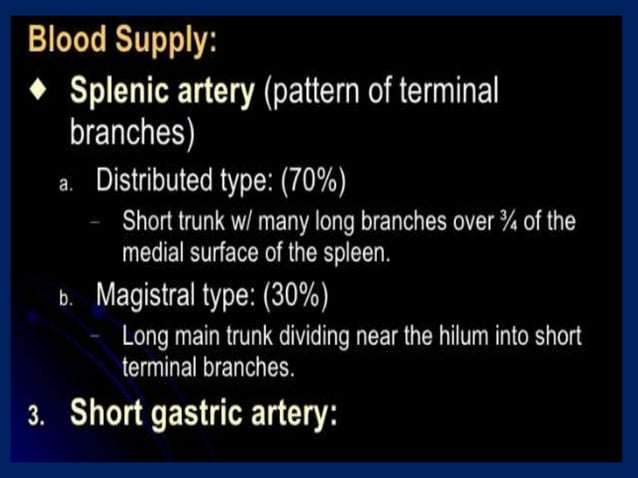 Blood Supply:
♦ Splenic artery (pattern of terminal
branches)
a. Distributed type: (70%)
– Short trunk w/ many long branches over ¾ of the
medial surface of the spleen.
b. Magistral type: (30%)
– Long main trunk dividing near the hilum into short
terminal branches.
3. Short gastric artery: